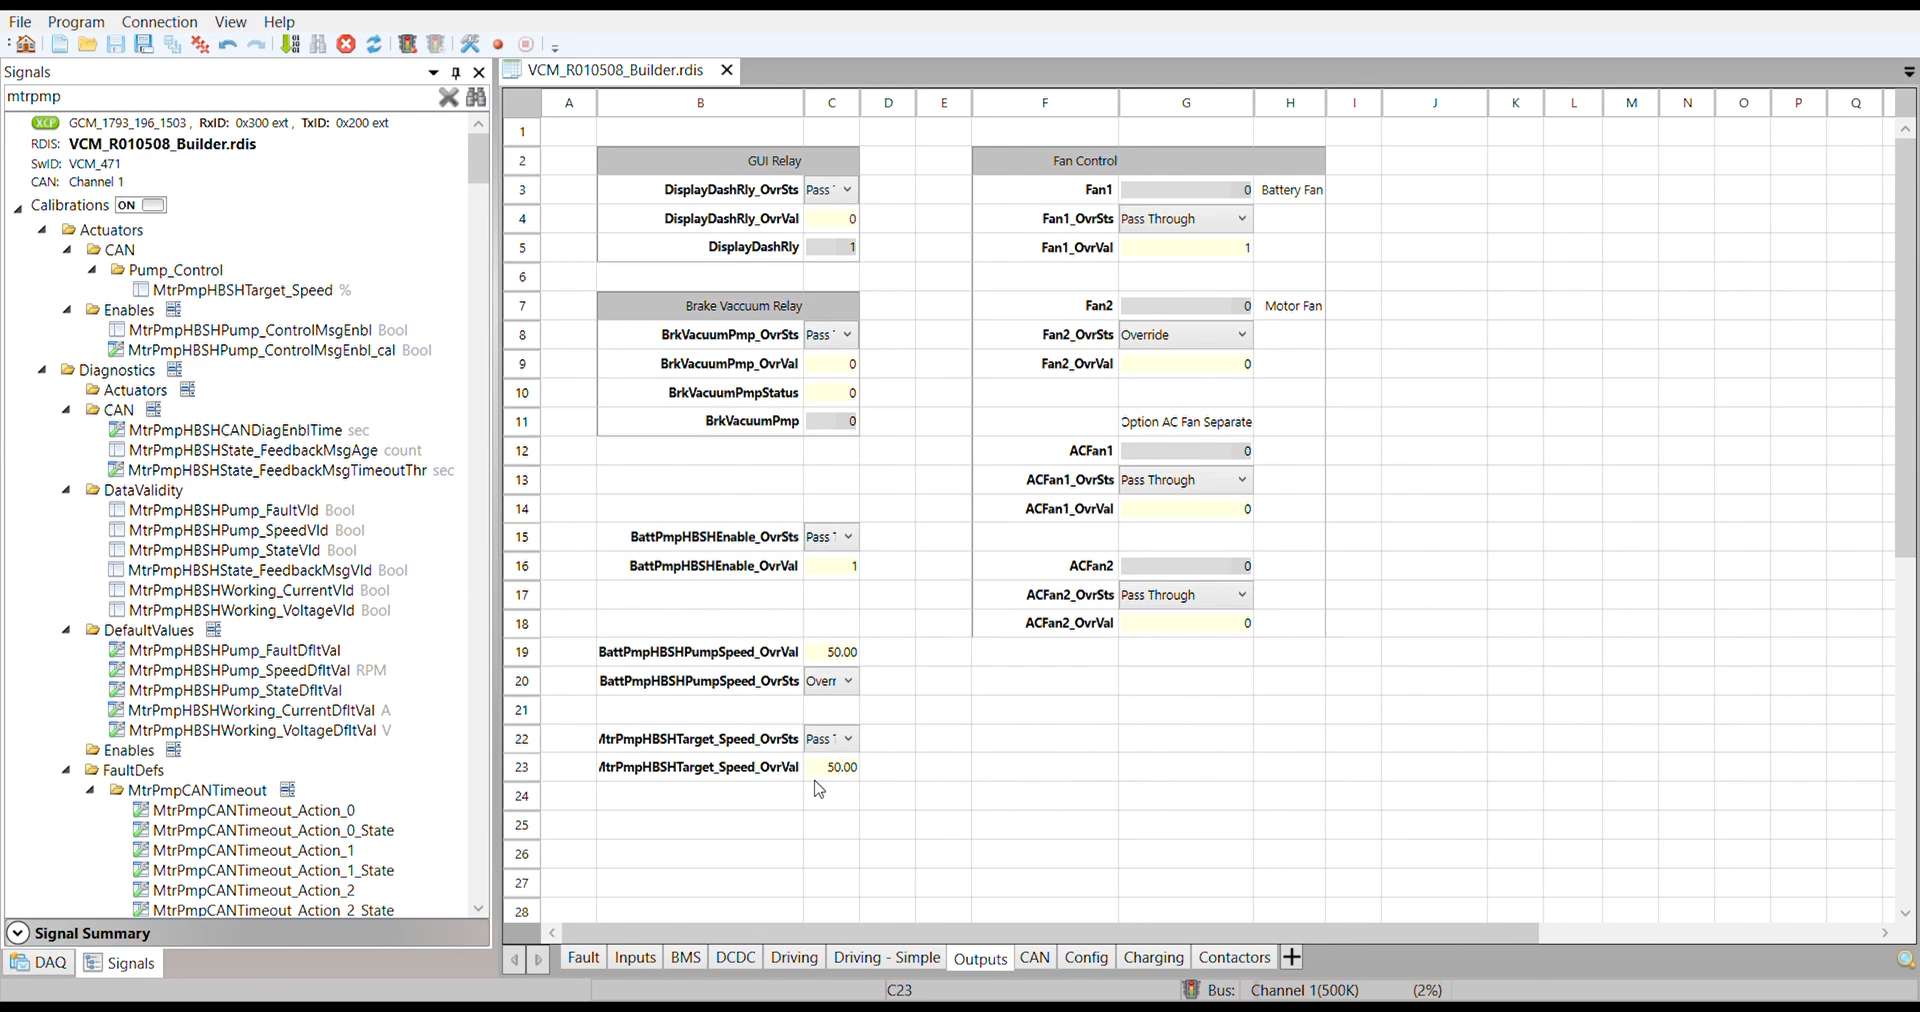 File Program Connection View Help
Signals
mtrpmp
XCP GCM_1793_196_1503 , RxID: 0x300 ext , TxID: 0x200 ext
RDIS: VCM_R010508_Builder.rdis
SwID: VCM_471
CAN: Channel 1
Calibrations ON
Actuators
CAN
Pump_Control
MtrPmpHBSHTarget_Speed %
Enables
MtrPmpHBSHPump_ControlMsgEnbl Bool
MtrPmpHBSHPump_ControlMsgEnbl_cal Bool
Diagnostics
Actuators
CAN
MtrPmpHBSHCANDiagEnblTime sec
MtrPmpHBSHState_FeedbackMsgAge count
MtrPmpHBSHState_FeedbackMsgTimeoutThr sec
DataValidity
MtrPmpHBSHPump_FaultVld Bool
MtrPmpHBSHPump_SpeedVld Bool
MtrPmpHBSHPump_StateVld Bool
MtrPmpHBSHState_FeedbackMsgVld Bool
MtrPmpHBSHWorking_CurrentVld Bool
MtrPmpHBSHWorking_VoltageVld Bool
DefaultValues
MtrPmpHBSHPump_FaultDfltVal
MtrPmpHBSHPump_SpeedDfltVal RPM
MtrPmpHBSHPump_StateDfltVal
MtrPmpHBSHWorking_CurrentDfltVal A
MtrPmpHBSHWorking_VoltageDfltVal V
Enables
FaultDefs
MtrPmpCANTimeout
MtrPmpCANTimeout_Action_0
MtrPmpCANTimeout_Action_0_State
MtrPmpCANTimeout_Action_1
MtrPmpCANTimeout_Action_1_State
MtrPmpCANTimeout_Action_2
MtrPmpCANTimeout_Action_2_State
Signal Summary
DAQ Signals
VCM_R010508_Builder.rdis
A B C D E F G H I J K L M N O P Q
1
2 GUI Relay Fan Control
3 DisplayDashRly_OvrSts Pass Fan1 0 Battery Fan
4 DisplayDashRly_OvrVal 0 Fan1_OvrSts Pass Through
5 DisplayDashRly 1 Fan1_OvrVal 1
6
7 Brake Vaccuum Relay Fan2 0 Motor Fan
8 BrkVacuumPmp_OvrSts Pass Fan2_OvrSts Override
9 BrkVacuumPmp_OvrVal 0 Fan2_OvrVal 0
10 BrkVacuumPmpStatus 0
11 BrkVacuumPmp 0 Option AC Fan Separate
12 ACFan1 0
13 ACFan1_OvrSts Pass Through
14 ACFan1_OvrVal 0
15 BattPmpHBSHEnable_OvrSts Pass
16 BattPmpHBSHEnable_OvrVal 1 ACFan2 0
17 ACFan2_OvrSts Pass Through
18 ACFan2_OvrVal 0
19 BattPmpHBSHPumpSpeed_OvrVal 50.00
20 BattPmpHBSHPumpSpeed_OvrSts Overr
21
22 MtrPmpHBSHTarget_Speed_OvrSts Pass
23 MtrPmpHBSHTarget_Speed_OvrVal 50.00
24
25
26
27
28
Fault Inputs BMS DCDC Driving Driving - Simple Outputs CAN Config Charging Contactors
C23 Bus: Channel 1(500K) (2%)